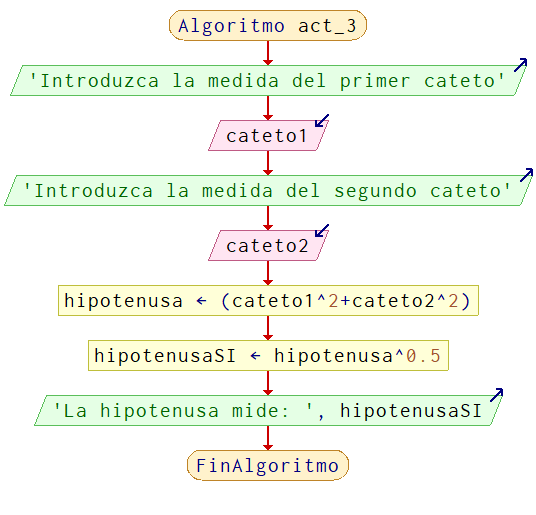 Algoritmo act_3
'Introduzca la medida del primer cateto'
cateto1
'Introduzca la medida del segundo cateto'
cateto2
hipotenusa ← (cateto1^2+cateto2^2)
hipotenusaSI ← hipotenusa^0.5
'La hipotenusa mide: ', hipotenusaSI
FinAlgoritmo